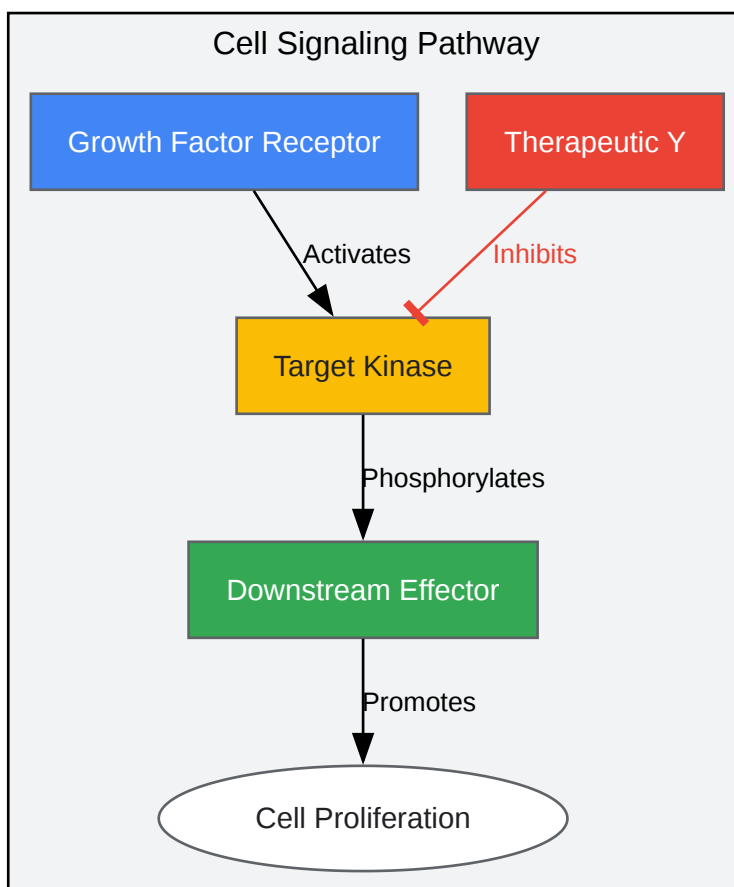 Cell Signaling Pathway
Growth Factor Receptor
Therapeutic Y
Activates
Inhibits
Target Kinase
Phosphorylates
Downstream Effector
Promotes
Cell Proliferation